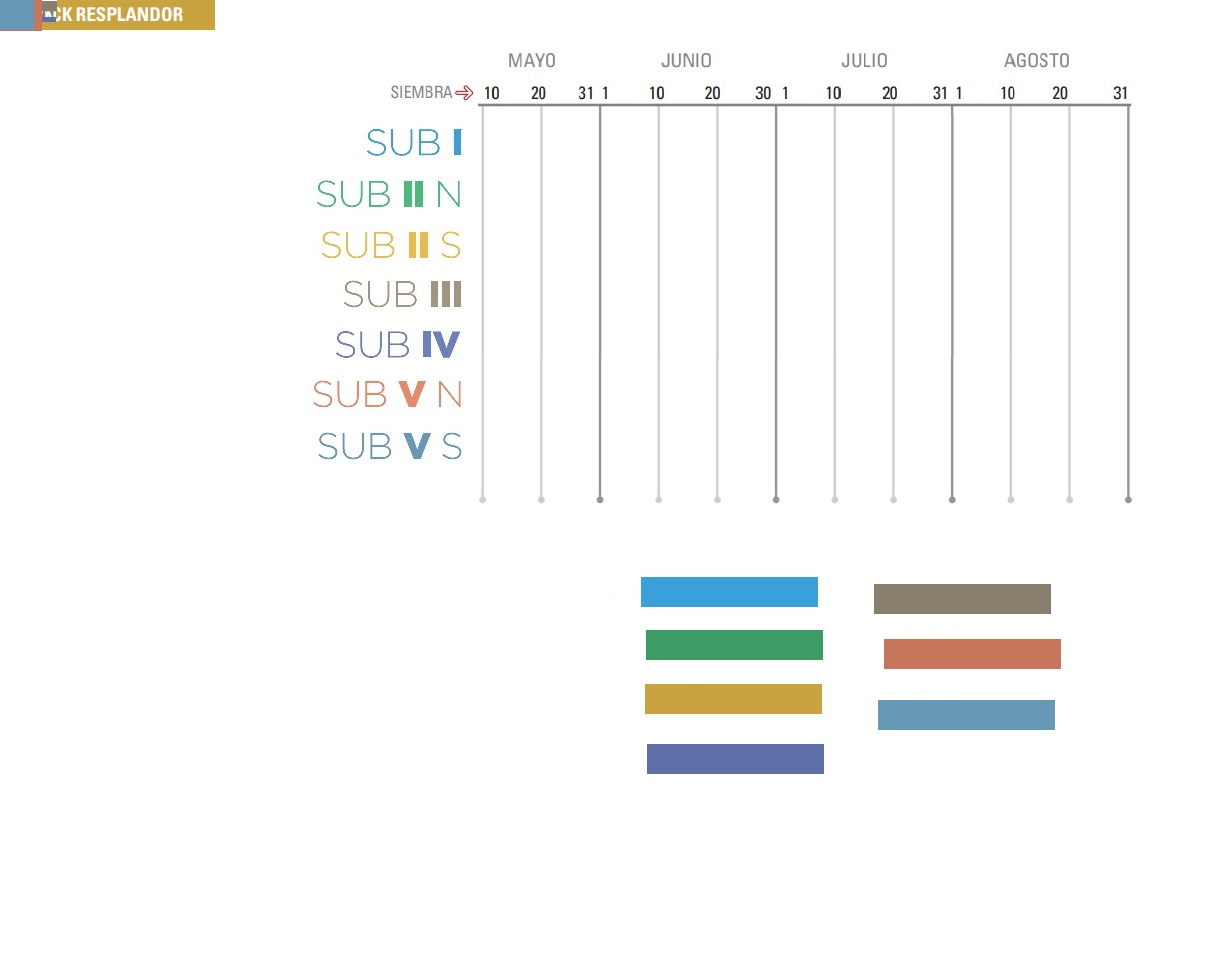 CK RESPLANDOR
MAYO JUNIO JULIO AGOSTO
SIEMBRA 10 20 31 1 10 20 30 1 10 20 31 1 10 20 31
SUB I
SUB II N
SUB II S
SUB III
SUB IV
SUB V N
SUB V S